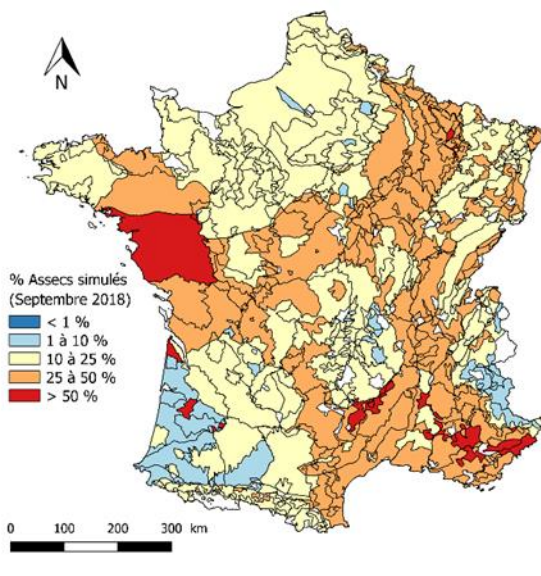 N
% Assecs simulés
(Septembre 2018)
< 1 %
1 à 10 %
10 à 25 %
25 à 50 %
> 50 %
0 100 200 300 km